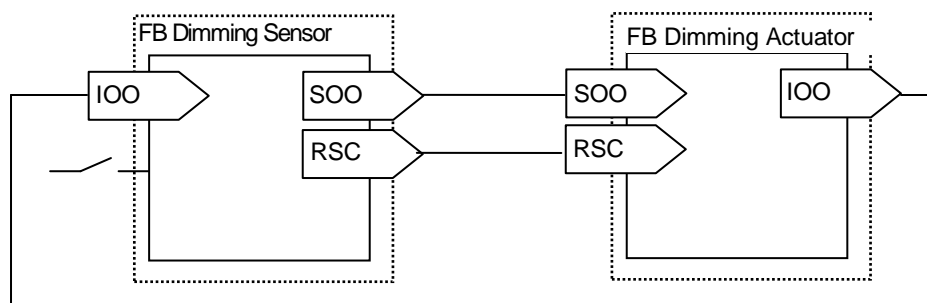 FB Dimming Sensor
IOO
SOO
RSC
FB Dimming Actuator
SOO
IOO
RSC